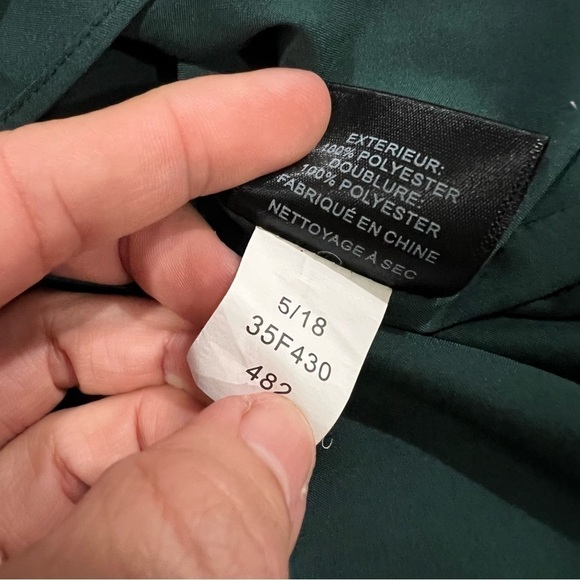 EXTERIEUR:
100% POLYESTER
DOUBLURE:
100% POLYESTER
FABRIQUÉ EN CHINE
NETTOYAGE À SEC
5/18
35F430
482